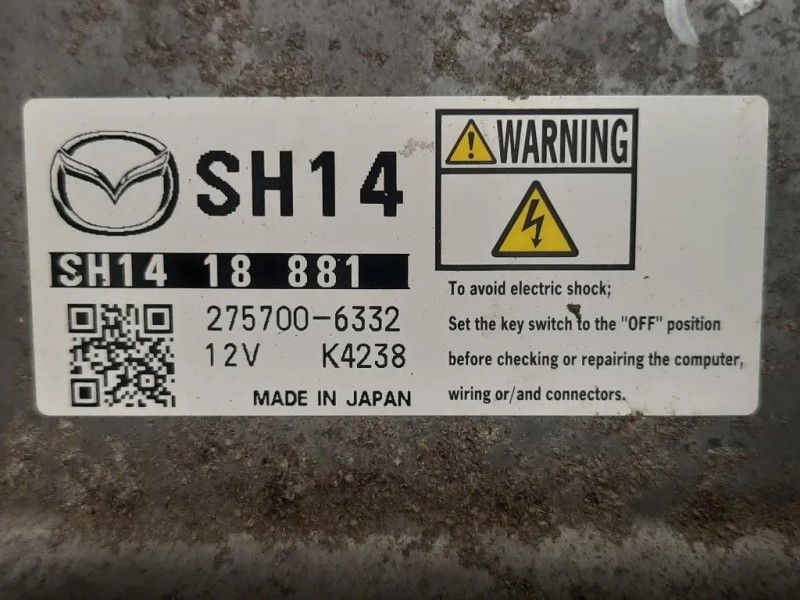 SH14
SH14 18 881
275700-6332
12V K4238
MADE IN JAPAN
WARNING
To avoid electric shock;
Set the key switch to the "OFF" position
before checking or repairing the computer,
wiring or/and connectors.